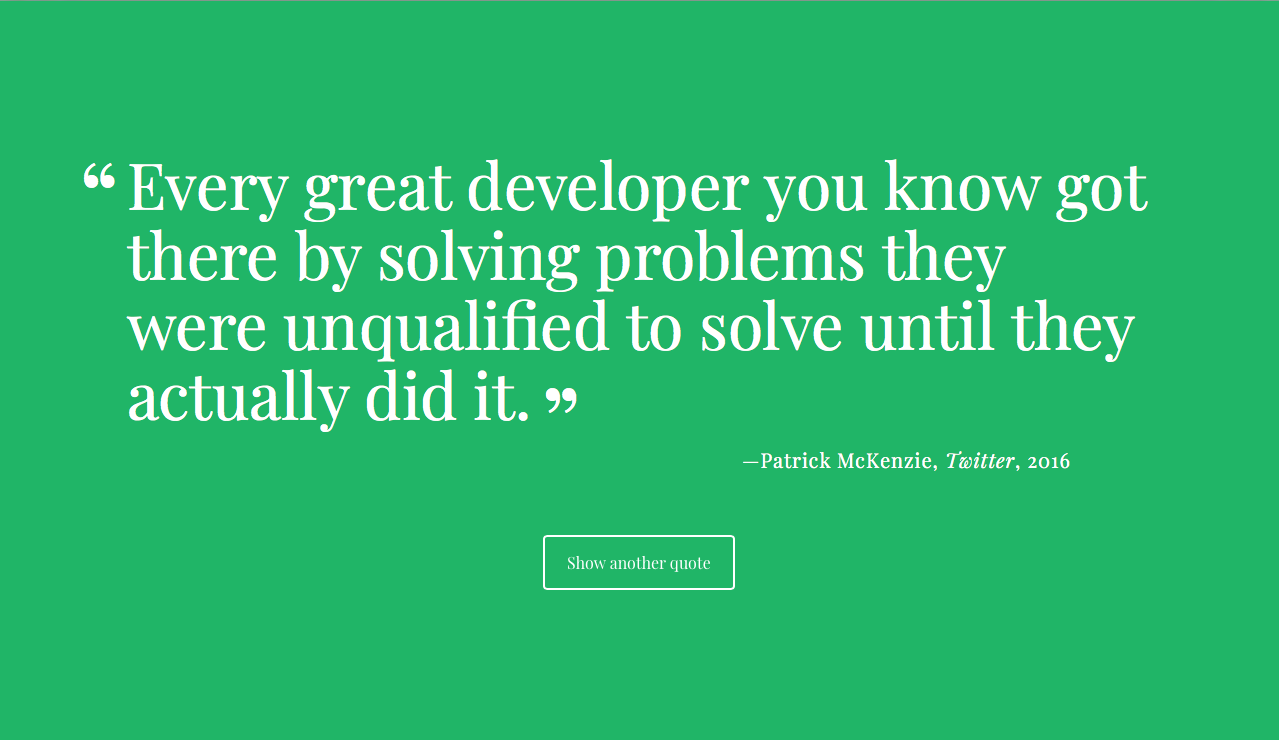 “Every great developer you know got
there by solving problems they
were unqualified to solve until they
actually did it.”
—Patrick McKenzie, Twitter, 2016
Show another quote